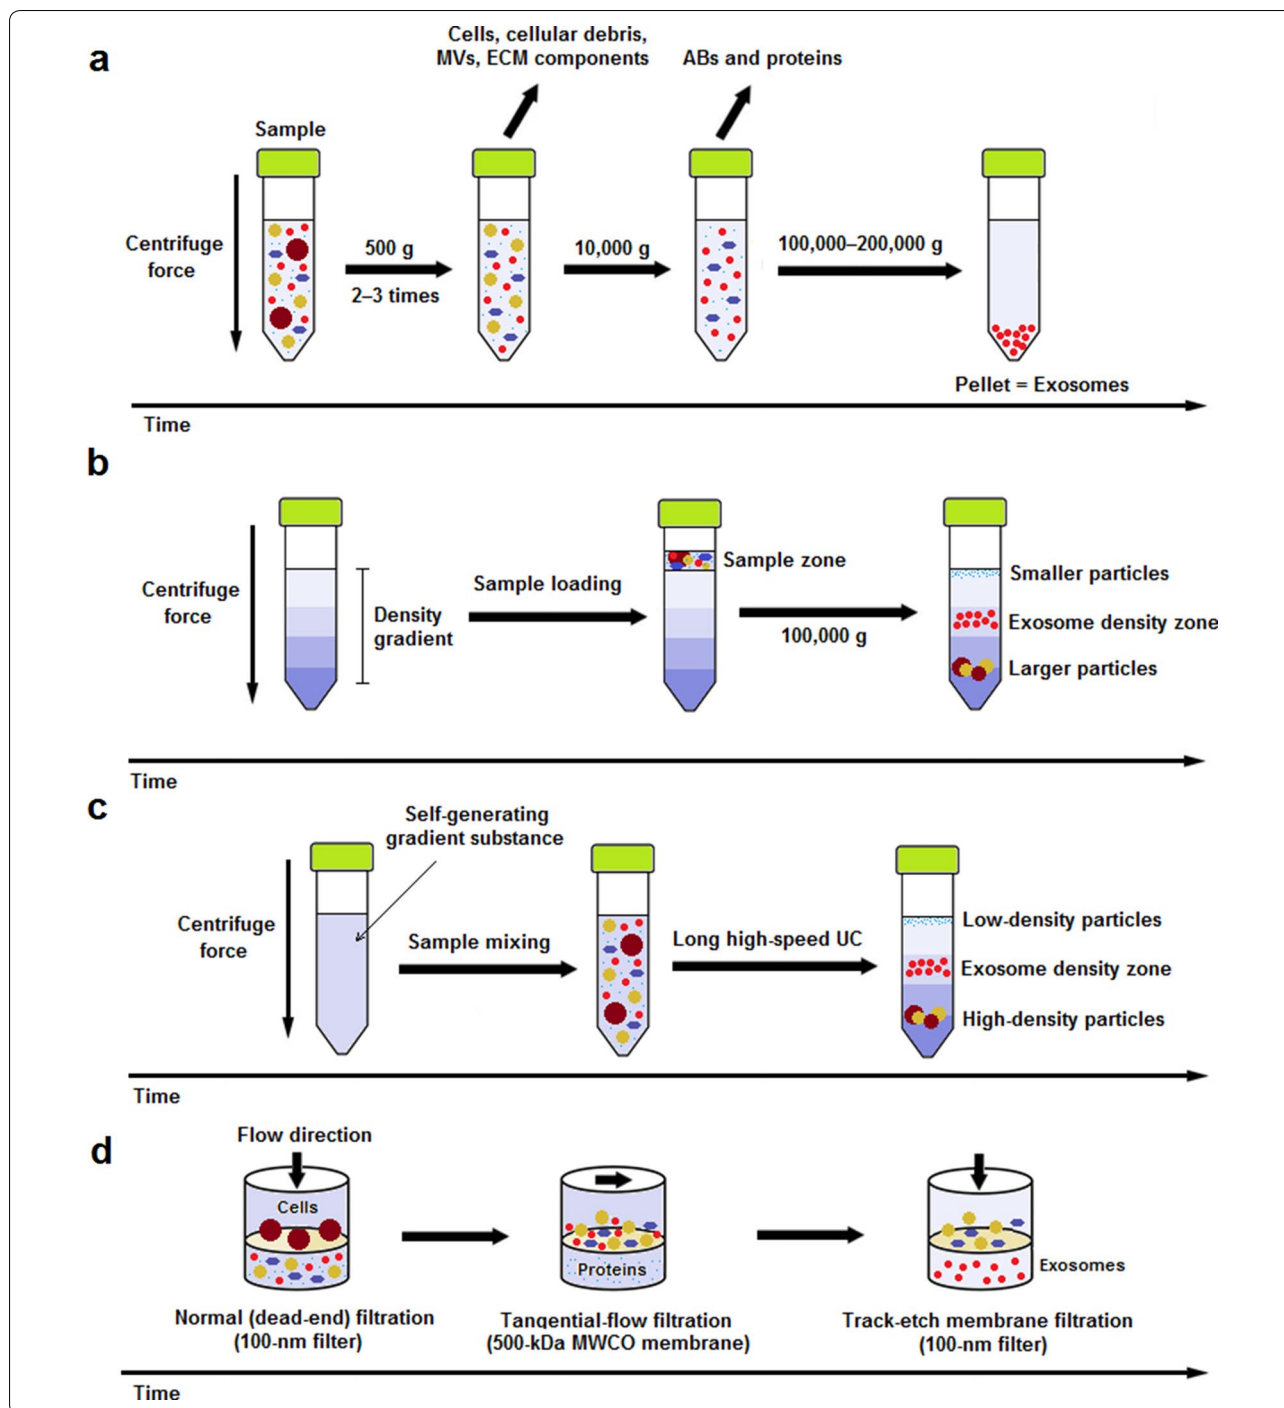 a
Cells, cellular debris,
MVs, ECM components
ABs and proteins
Sample
Centrifuge
force
500 g
2–3 times
10,000 g
100,000–200,000 g
Pellet = Exosomes
Time
b
Centrifuge
force
Density
gradient
Sample loading
Sample zone
100,000 g
Smaller particles
Exosome density zone
Larger particles
Time
c
Self-generating
gradient substance
Centrifuge
force
Sample mixing
Long high-speed UC
Low-density particles
Exosome density zone
High-density particles
Time
d
Flow direction
Cells
Proteins
Exosomes
Normal (dead-end) filtration
(100-nm filter)
Tangential-flow filtration
(500-kDa MWCO membrane)
Track-etch membrane filtration
(100-nm filter)
Time